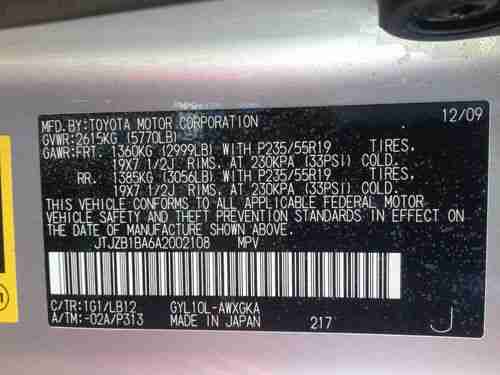 MFD.BY:TOYOTA MOTOR CORPORATION 12/09
GVWR:2615KG (5770LB)
GAWR:FRT. 1360KG (2999LB) WITH P235/55R19 TIRES,
19X7 1/2J RIMS, AT 230KPA (33PSI) COLD.
RR. 1385KG (3056LB) WITH P235/55R19 TIRES,
19X7 1/2J RIMS, AT 230KPA (33PSI) COLD.
THIS VEHICLE CONFORMS TO ALL APPLICABLE FEDERAL MOTOR
VEHICLE SAFETY AND THEFT PREVENTION STANDARDS IN EFFECT
ON THE DATE OF MANUFACTURE SHOWN ABOVE.
JTJZB1BA6A2002108 MPV
C/TR:1G1/LB12 GYL10L-AWXGKA
A/TM:-02A/P313 MADE IN JAPAN 217 J